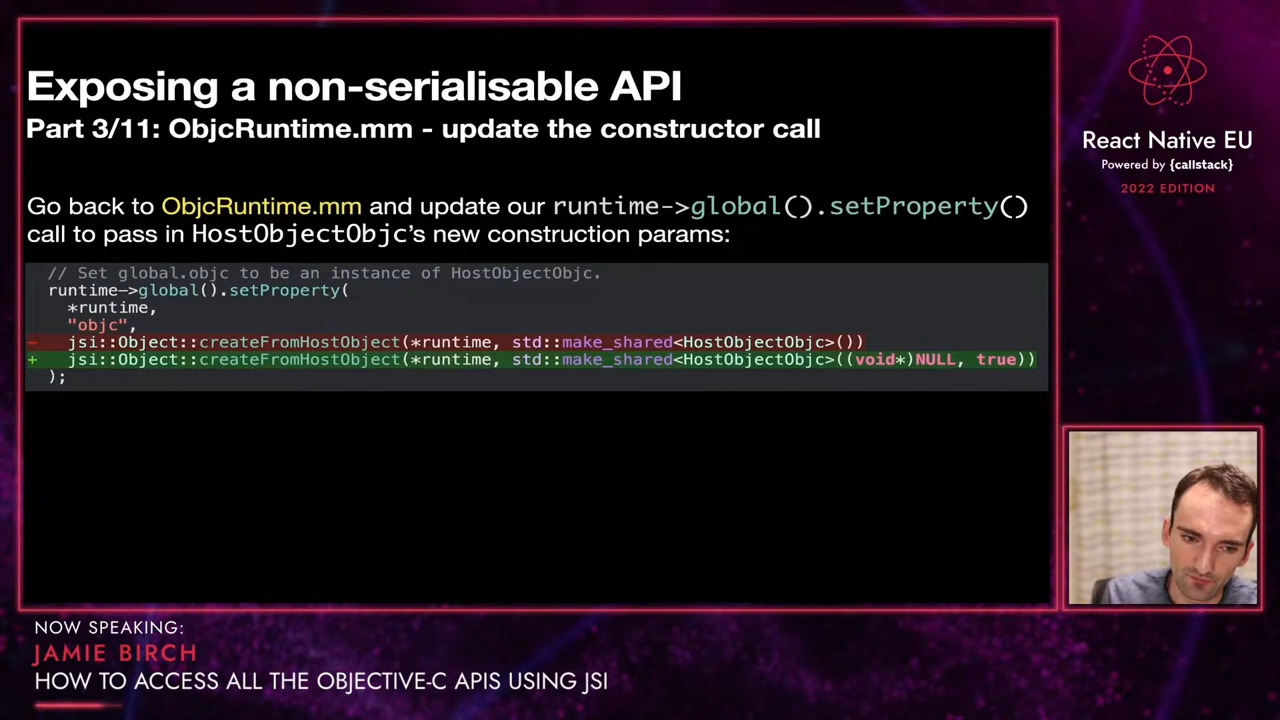 Exposing a non-serialisable API
Part 3/11: ObjcRuntime.mm - update the constructor call
Go back to ObjcRuntime.mm and update our runtime->global().setProperty()
call to pass in HostObjectObjc’s new construction params:
// Set global.objc to be an instance of HostObjectObjc.
runtime->global().setProperty(
*runtime,
"objc",
- jsi::Object::createFromHostObject(*runtime, std::make_shared<HostObjectObjc>())
+ jsi::Object::createFromHostObject(*runtime, std::make_shared<HostObjectObjc>((void*)NULL, true))
);
React Native EU
Powered by {callstack}
2022 EDITION
NOW SPEAKING:
JAMIE BIRCH
HOW TO ACCESS ALL THE OBJECTIVE-C APIS USING JSI